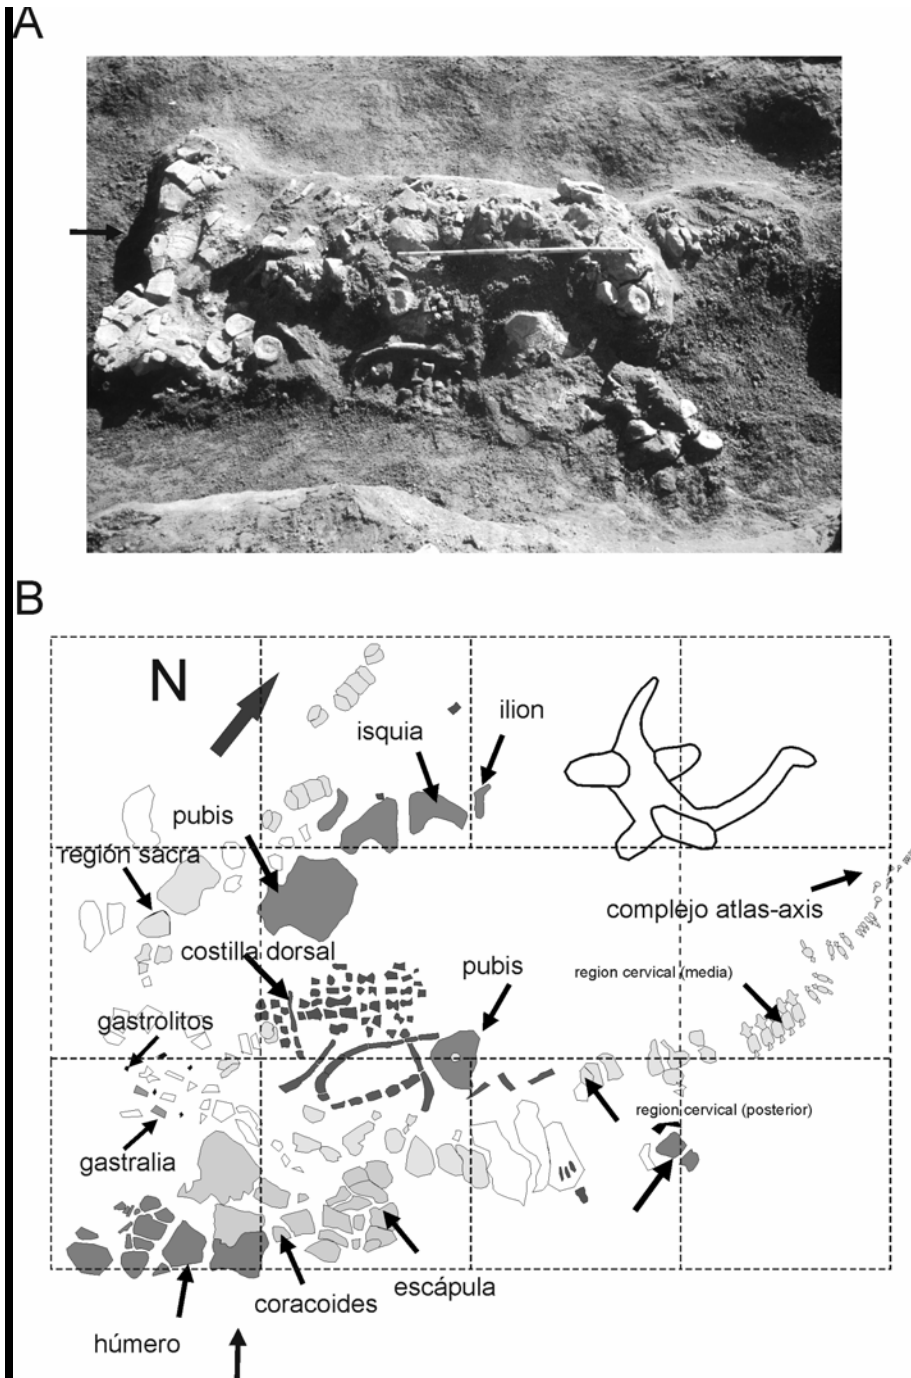 A
B
N
ilion
isquia
pubis
región sacra
complejo atlas-axis
costilla dorsal
pubis
region cervical (media)
gastrolitos
region cervical (posterior)
gastralia
escápula
coracoides
húmero